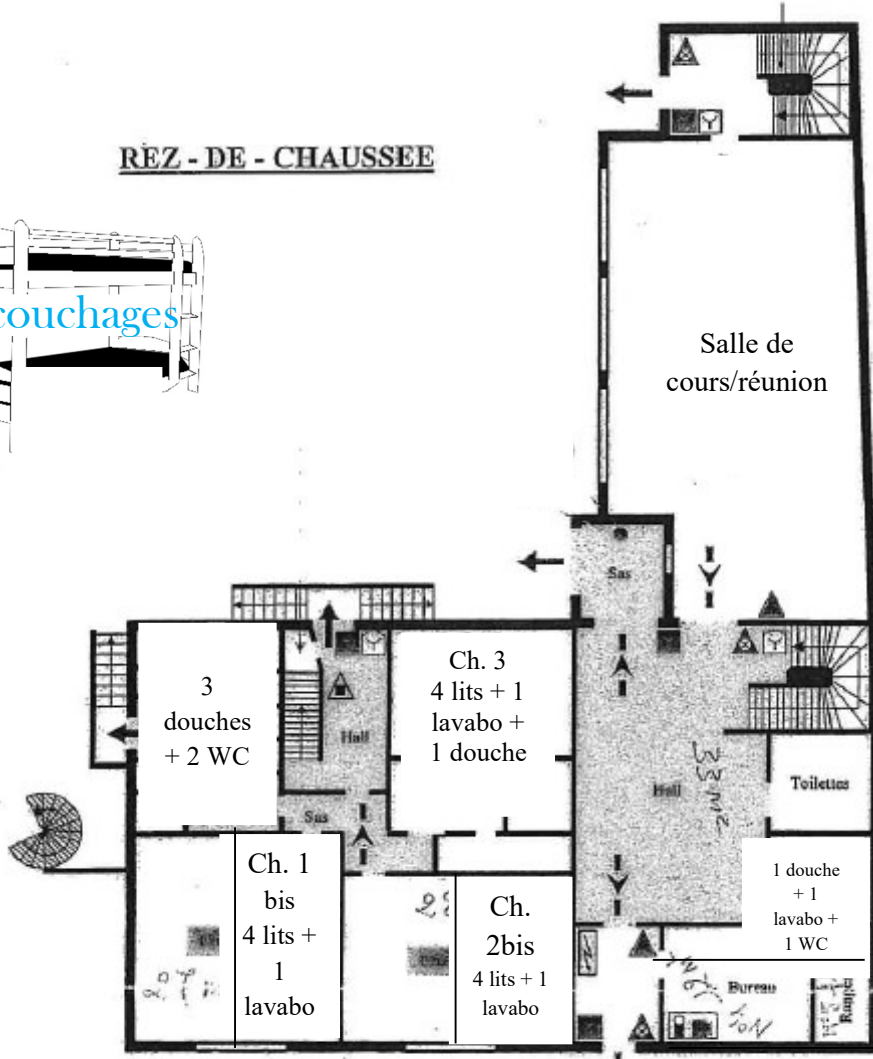 REZ - DE - CHAUSSEE
couchages
Salle de
cours/réunion
Sas
3
douches
+ 2 WC
Hall
Ch. 3
4 lits + 1
lavabo +
1 douche
Hall
33 m²
Toilettes
Sas
Ch. 1
bis
4 lits +
1
lavabo
Ch.
2bis
4 lits + 1
lavabo
1 douche
+ 1
lavabo +
1 WC
Bureau